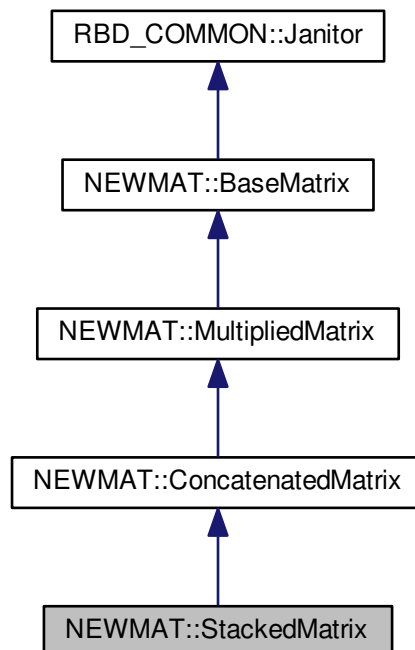 RBD_COMMON::Janitor
NEWMAT::BaseMatrix
NEWMAT::MultipliedMatrix
NEWMAT::ConcatenatedMatrix
NEWMAT::StackedMatrix